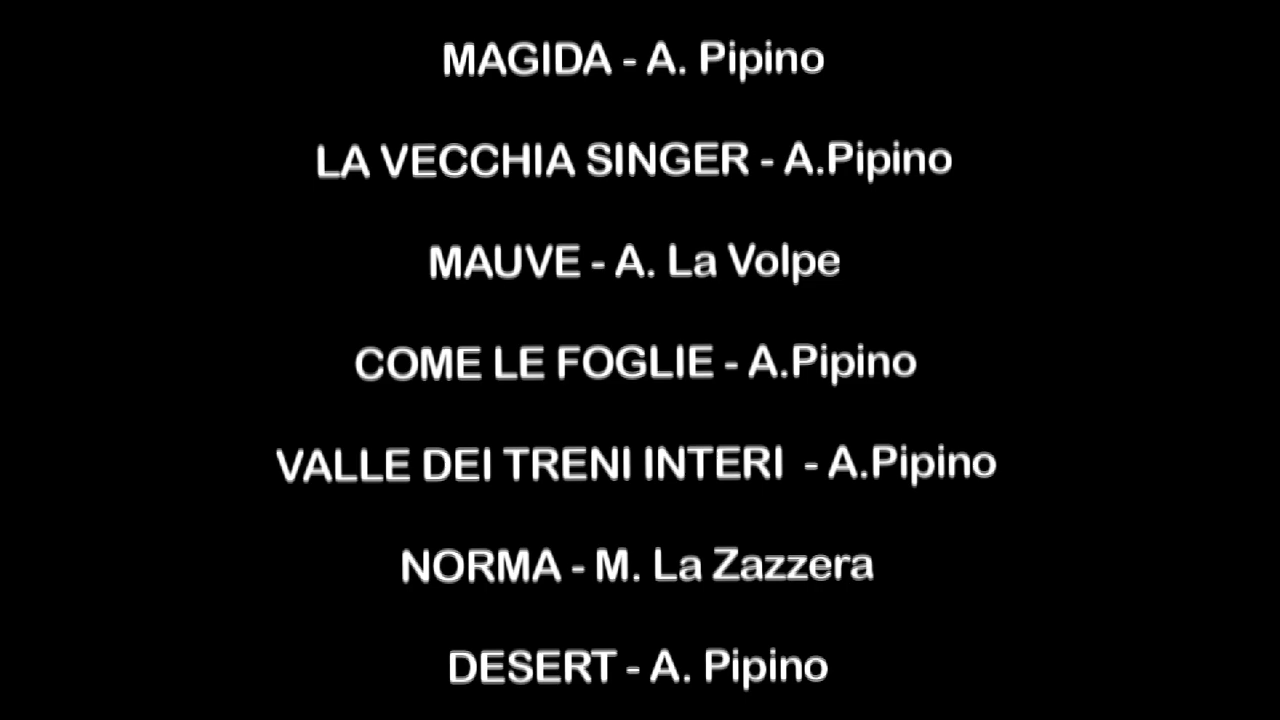 MAGIDA - A. Pipino
LA VECCHIA SINGER - A.Pipino
MAUVE - A. La Volpe
COME LE FOGLIE - A.Pipino
VALLE DEI TRENI INTERI - A.Pipino
NORMA - M. La Zazzera
DESERT - A. Pipino